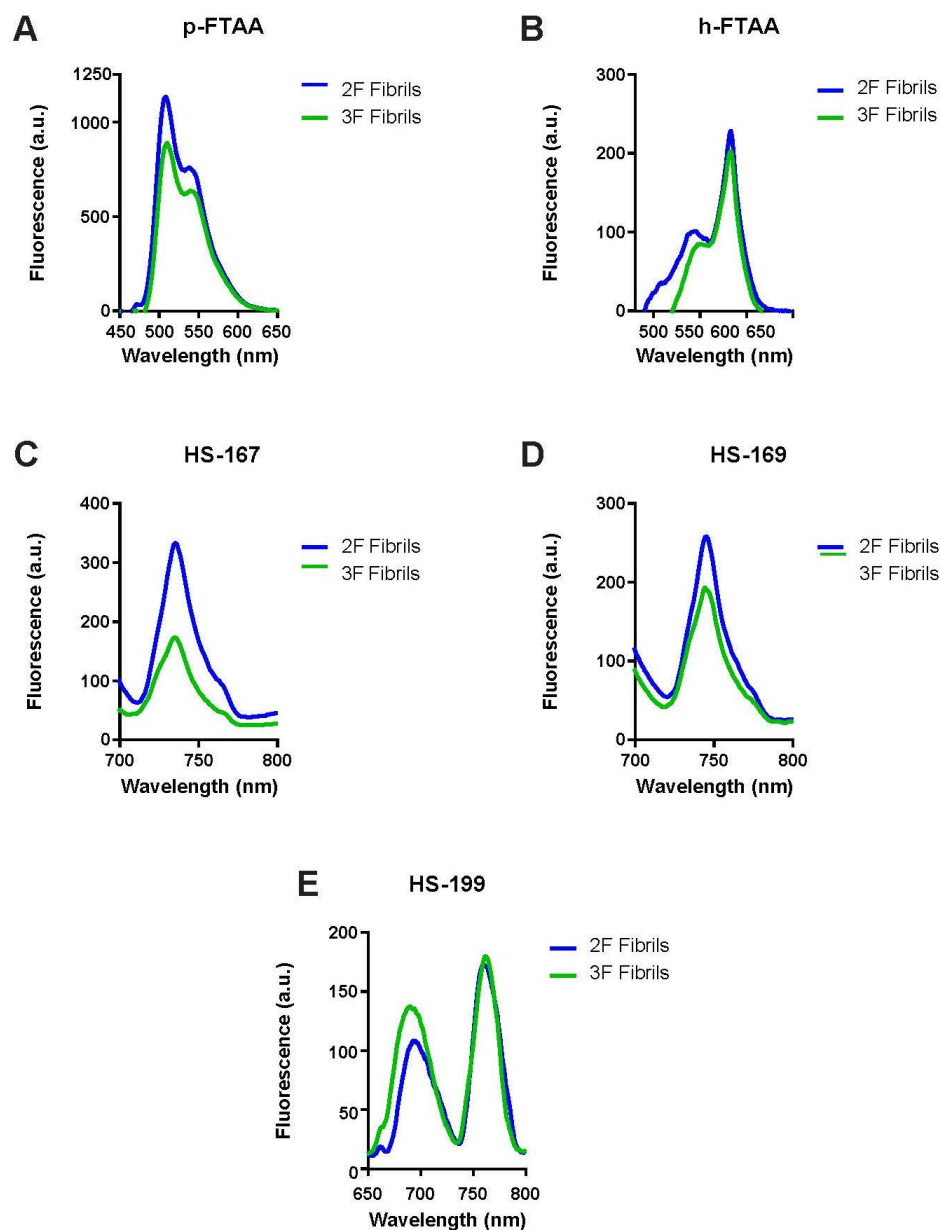 A
p-FTAA
Fluorescence (a.u.)
1250
1000
500
0
450 500 550 600 650
Wavelength (nm)
2F Fibrils
3F Fibrils
B
h-FTAA
Fluorescence (a.u.)
300
200
100
0
500 550 600 650
Wavelength (nm)
2F Fibrils
3F Fibrils
C
HS-167
Fluorescence (a.u.)
400
300
200
100
0
700 750 800
Wavelength (nm)
2F Fibrils
3F Fibrils
D
HS-169
Fluorescence (a.u.)
300
200
100
0
700 750 800
Wavelength (nm)
2F Fibrils
3F Fibrils
E
HS-199
Fluorescence (a.u.)
200
150
100
50
0
650 700 750 800
Wavelength (nm)
2F Fibrils
3F Fibrils